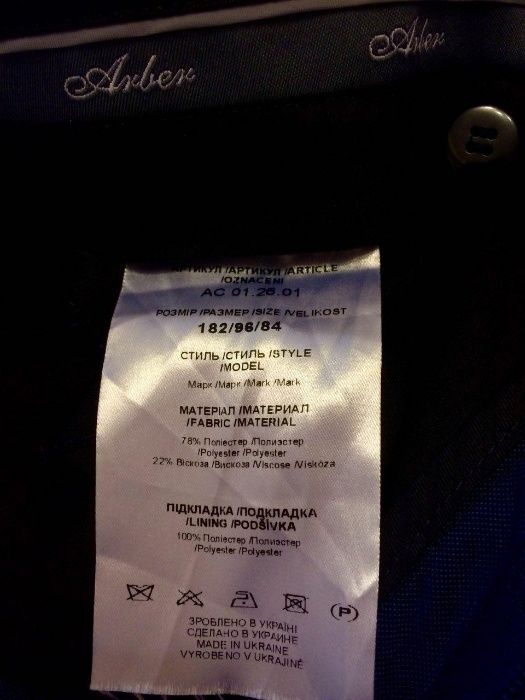 Arber
Arber
АРТИКУЛ /АРТИКУЛ /ARTICLE
/OZNACENI
AC 01.26.01
РОЗМІР /РАЗМЕР /SIZE /VELIKOST
182/96/84
СТИЛЬ /СТИЛЬ /STYLE
/MODEL
Марк /Марк /Mark /Mark
МАТЕРІАЛ /МАТЕРИАЛ
/FABRIC /MATERIAL
78% Поліестер /Полиэстер
/Polyester /Polyester
22% Віскоза /Вискоза /Viscose /Viskóza
ПІДКЛАДКА /ПОДКЛАДКА
/LINING /PODŠÍVKA
100% Поліестер /Полиэстер
/Polyester /Polyester
P
ЗРОБЛЕНО В УКРАЇНІ
СДЕЛАНО В УКРАИНЕ
MADE IN UKRAINE
VYROBENO V UKRAJINĚ